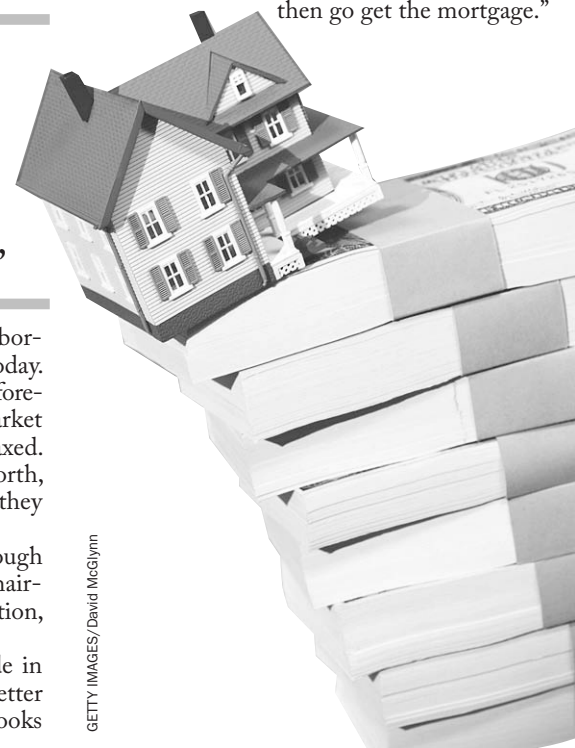 then go get the mortgage.”
’
bor-
oday.
fore-
arket
axed.
orth,
they
ough
hair-
tion,
le in
etter
ooks
GETTY IMAGES/David McGlynn